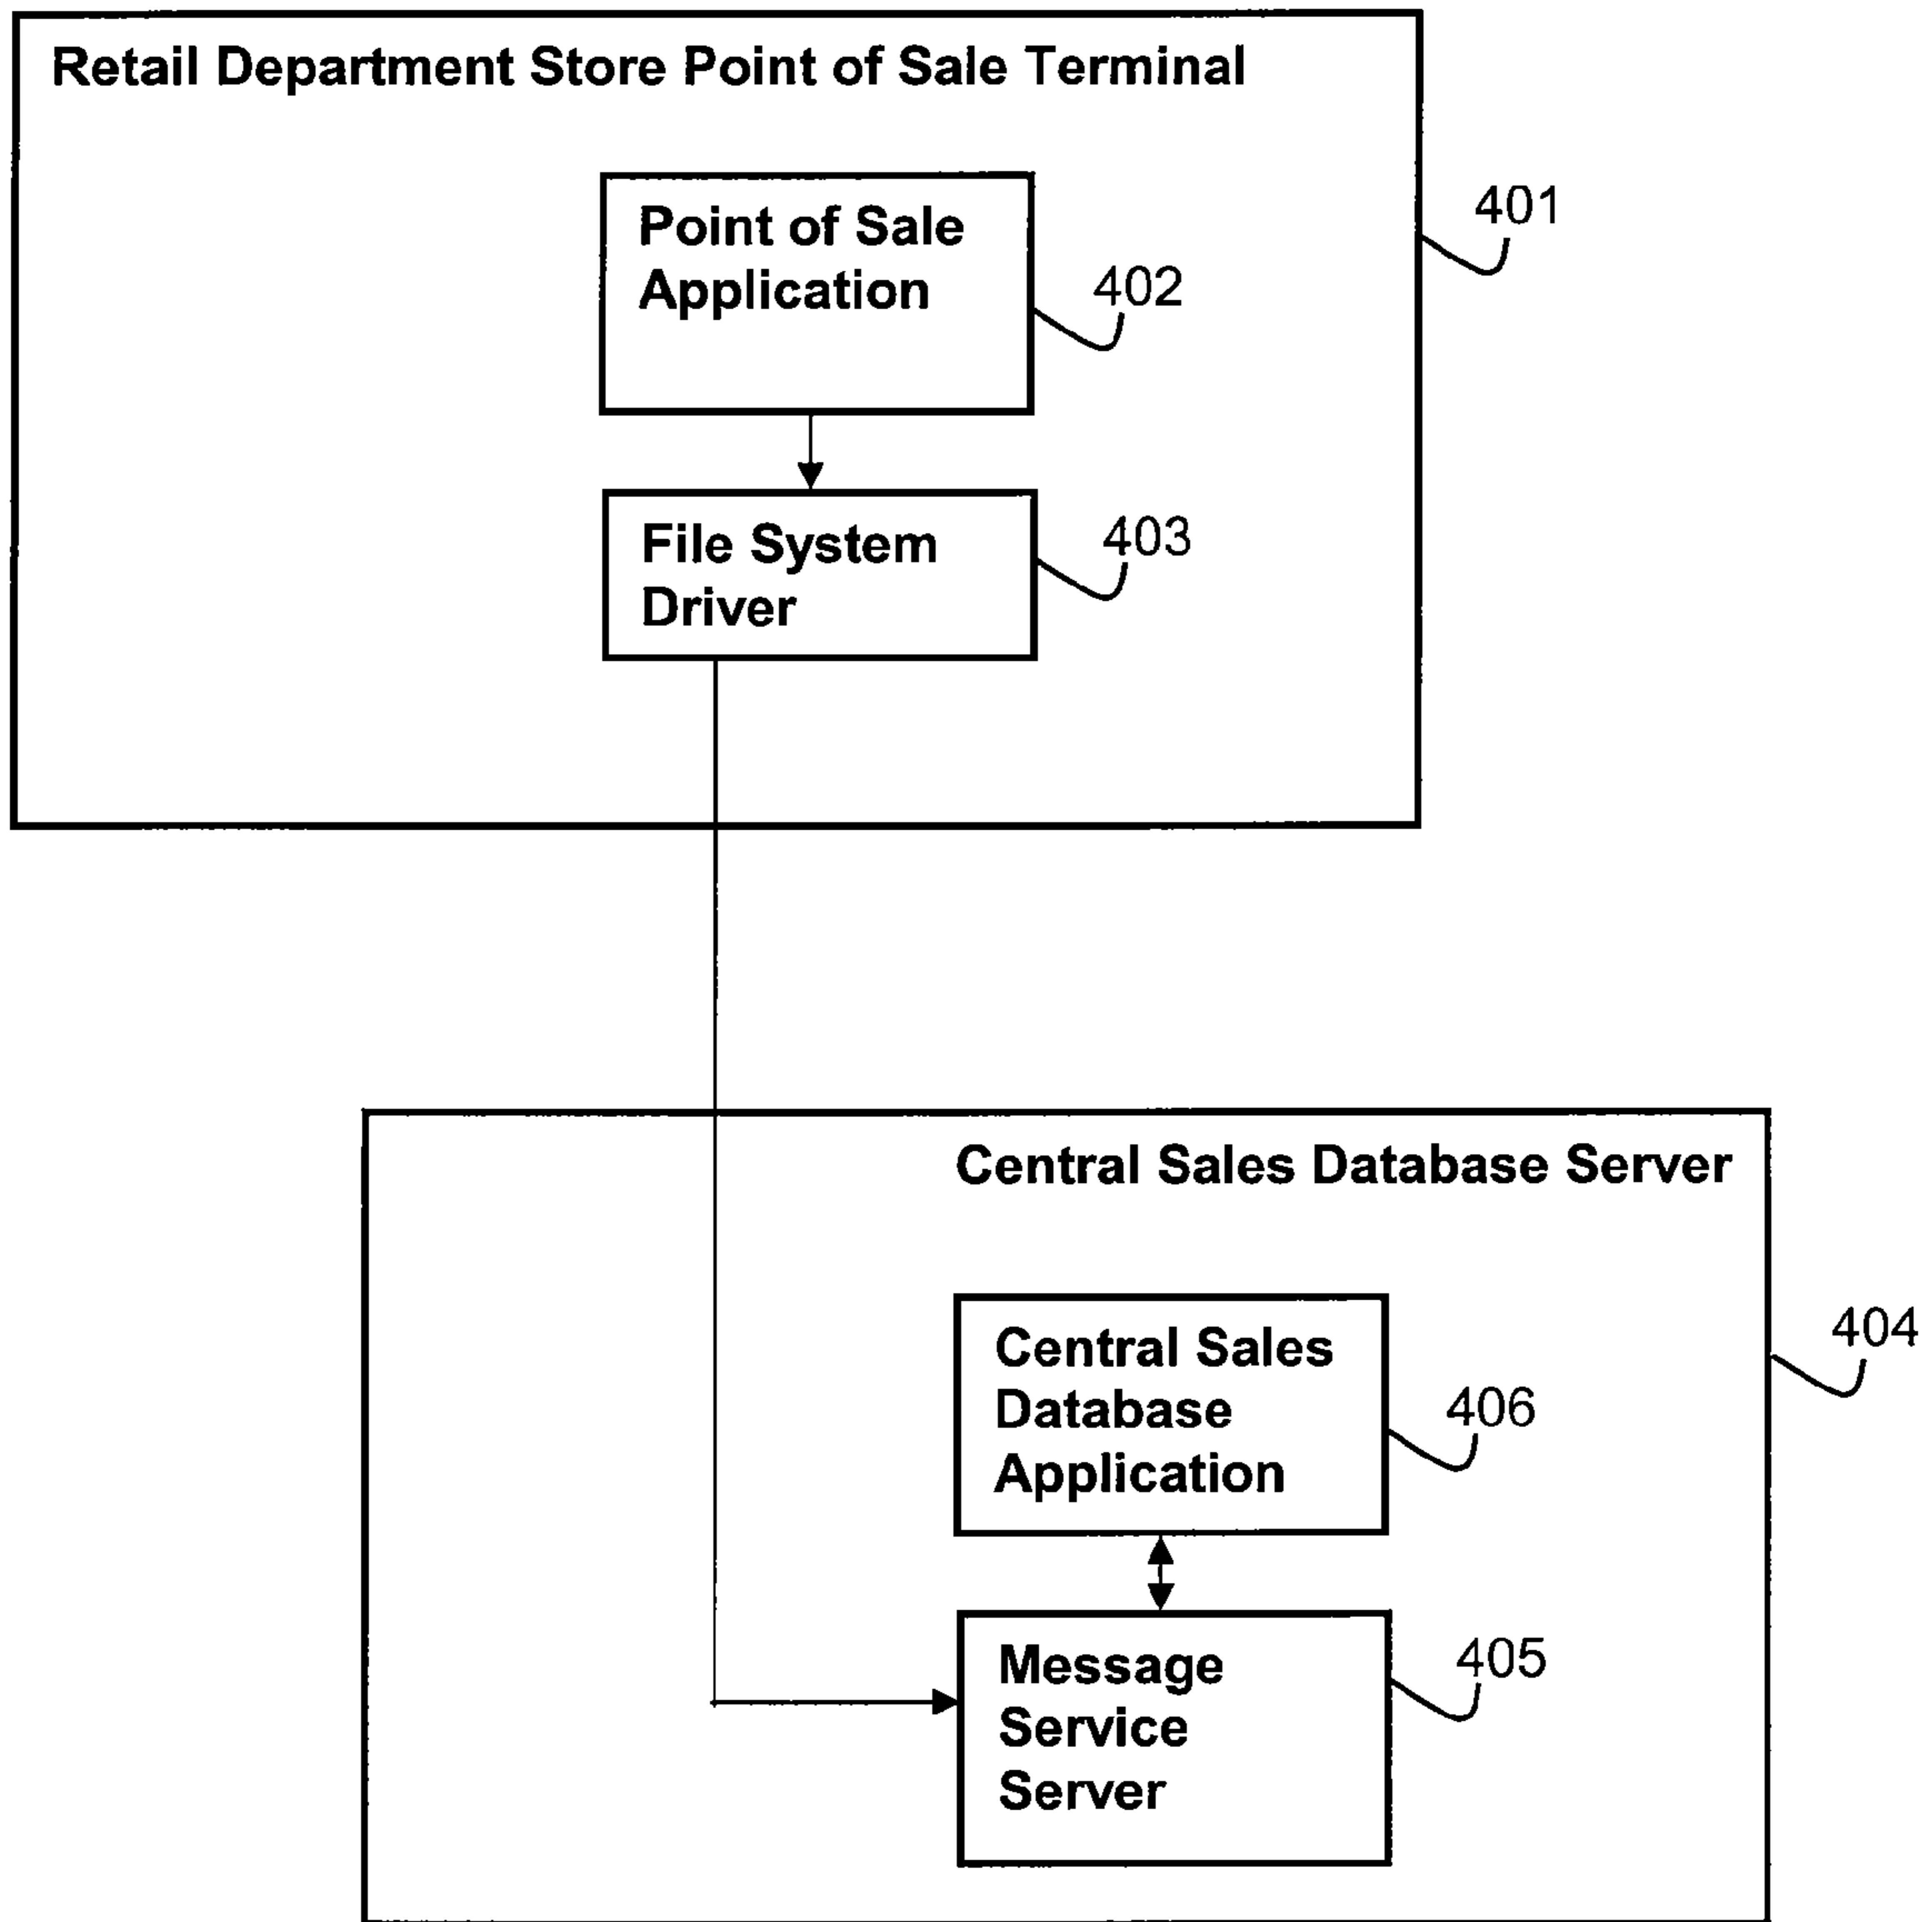 Retail Department Store Point of Sale Terminal
Point of Sale
Application
401
402
File System
Driver
403
Central Sales Database Server
Central Sales
Database
Application
404
406
Message
Service
Server
405